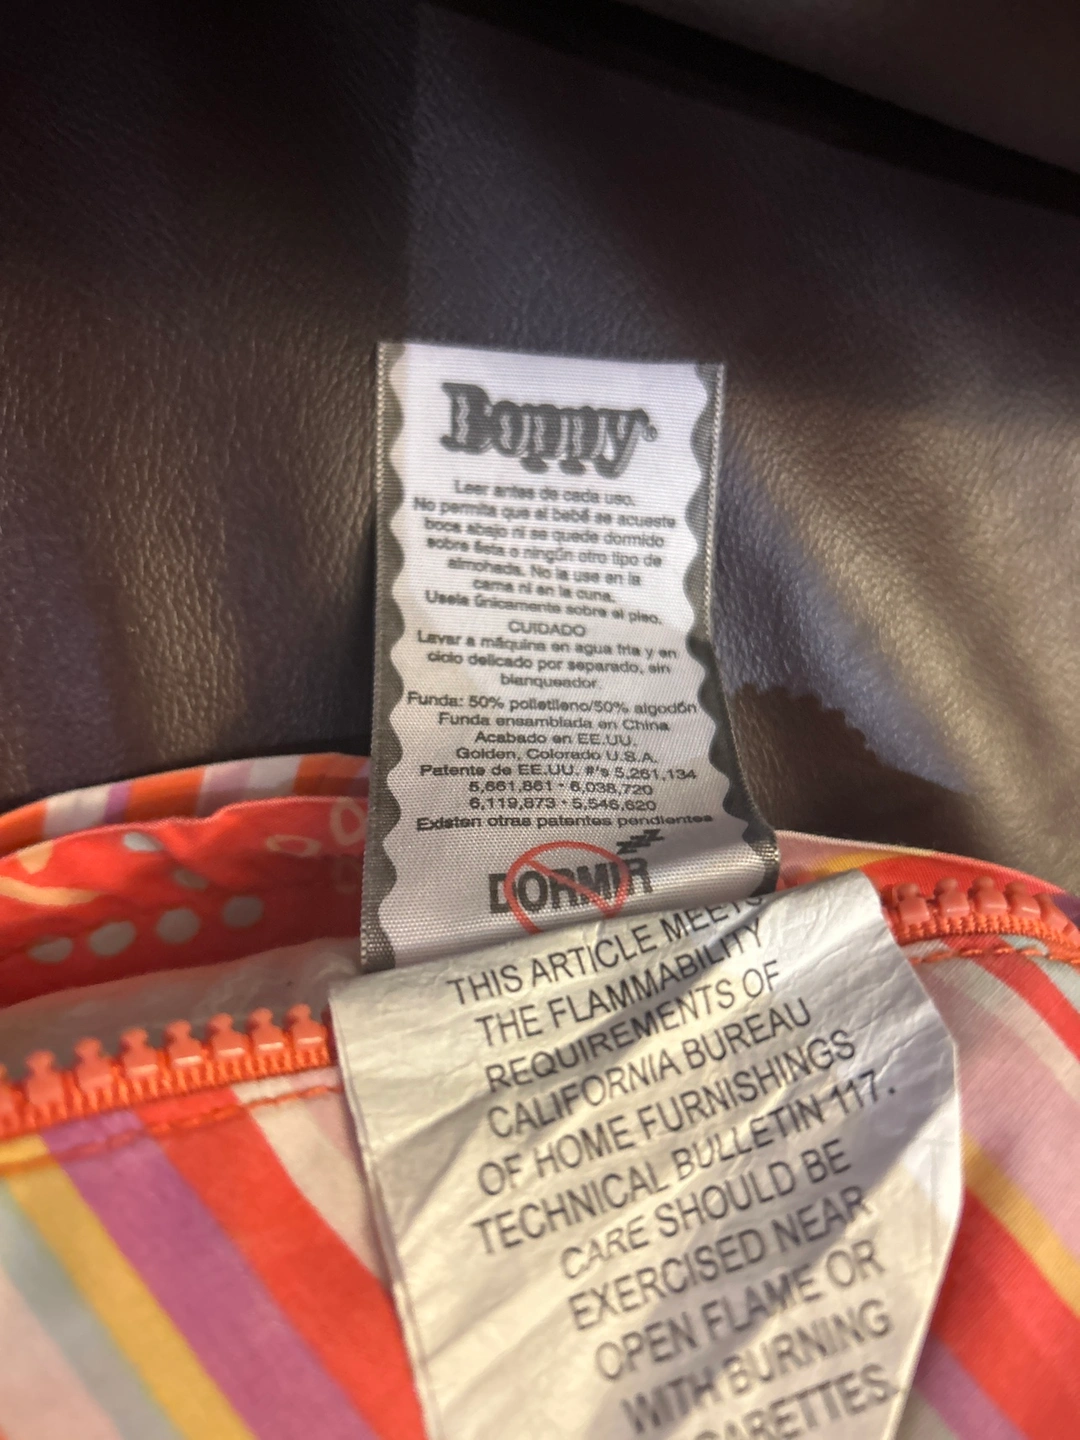 Boppy®
Leer antes de cada uso.
No permita que el bebé se acueste
boca abajo ni se quede dormido
sobre ésta o ningún otro tipo de
almohada. No la use en la
cama ni en la cuna.
Usela únicamente sobre el piso.
CUIDADO
Lavar a máquina en agua fria y en
ciclo delicado por separado, sin
blanqueador.
Funda: 50% polietileno/50% algodón
Funda ensamblada en China
Acabado en EE.UU.
Golden, Colorado U.S.A.
Patente de EE.UU. #'s 5,261,134
5,661,861 • 6,038,720
6,119,873 • 5,546,620
Existen otras patentes pendientes
zzz
DORMIR
THIS ARTICLE MEETS
THE FLAMMABILITY
REQUIREMENTS OF
CALIFORNIA BUREAU
OF HOME FURNISHINGS
TECHNICAL BULLETIN 117.
CARE SHOULD BE
EXERCISED NEAR
OPEN FLAME OR
WITH BURNING